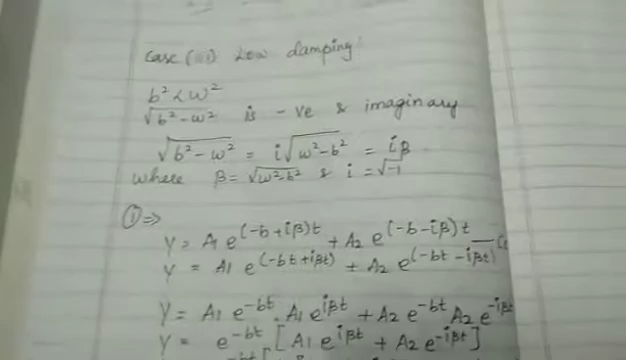 Case (iii) Low damping:
b² < ω²
√b² - ω² is -ve & imaginary
√b² - ω² = i√ω² - b² = iβ
where β = √ω²-b² & i = √-1
① ⇒
y = A₁ e^(-b + iβ)t + A₂ e^(-b - iβ)t
y = A₁ e^(-bt + iβt) + A₂ e^(-bt - iβt)
y = A₁ e^-bt . A₁ e^iβt + A₂ e^-bt A₂ e^-iβt
y = e^-bt [A₁ e^iβt + A₂ e^-iβt]